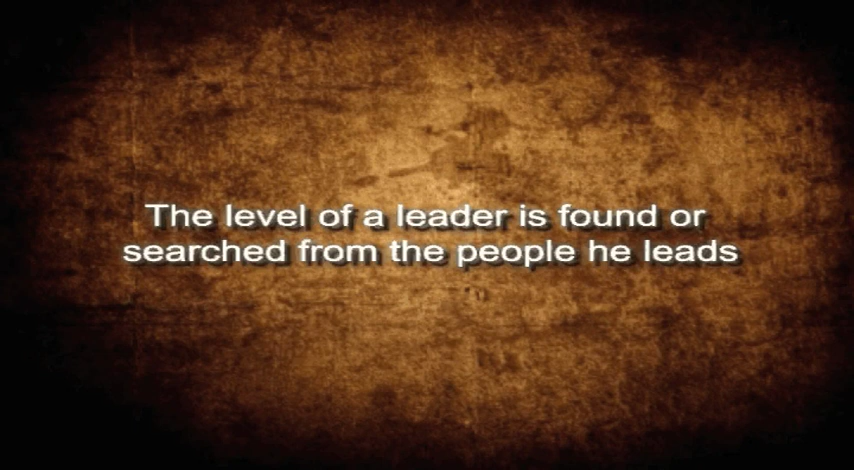 The level of a leader is found or
searched from the people he leads